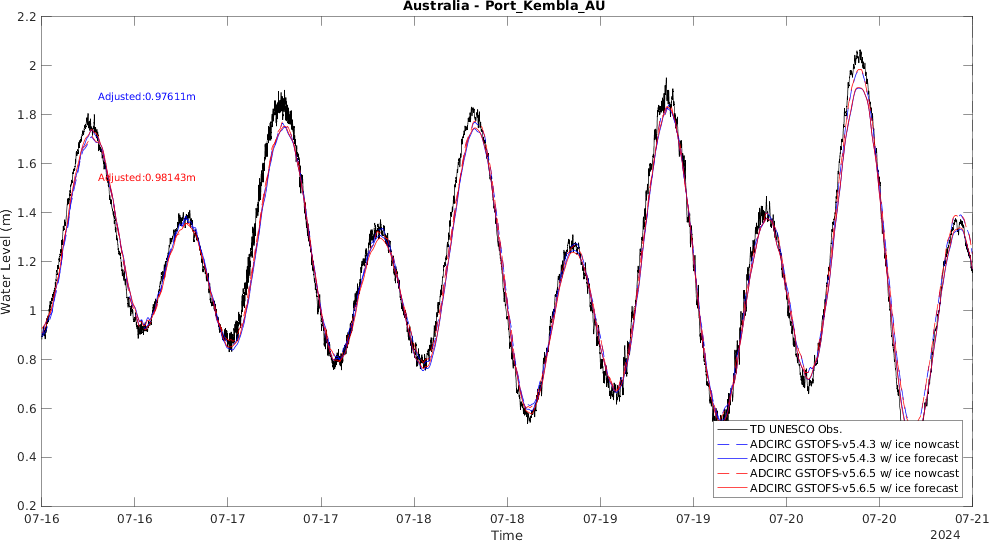 Australia - Port_Kembla_AU
2.2
2
1.8
1.6
1.4
1.2
1
0.8
0.6
0.4
0.2
Water Level (m)
Adjusted:0.97611m
Adjusted:0.98143m
TD UNESCO Obs.
ADCIRC GSTOFS-v5.4.3 w/ ice nowcast
ADCIRC GSTOFS-v5.4.3 w/ ice forecast
ADCIRC GSTOFS-v5.6.5 w/ ice nowcast
ADCIRC GSTOFS-v5.6.5 w/ ice forecast
07-16 07-16 07-17 07-17 07-18 07-18 07-19 07-19 07-20 07-20 07-21
Time
2024